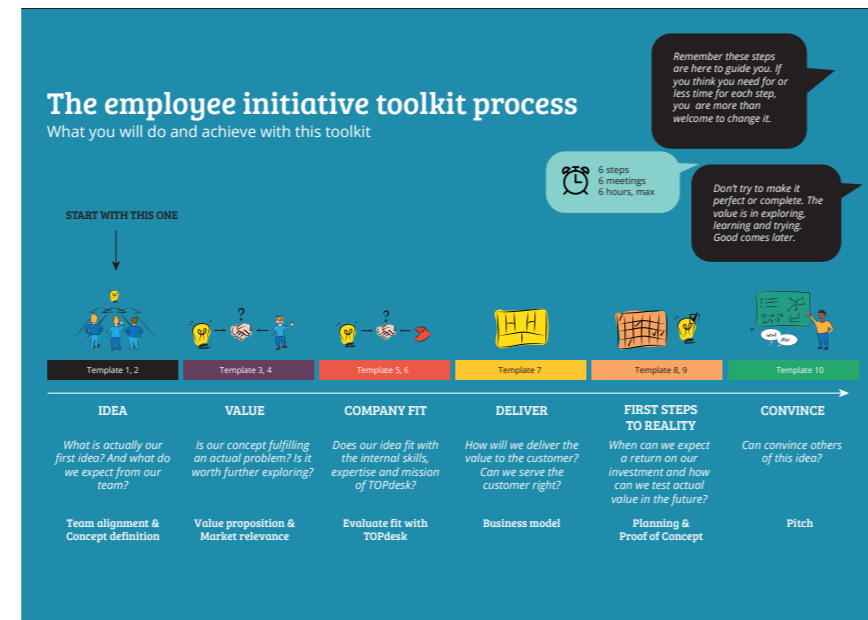 The employee initiative toolkit process
What you will do and achieve with this toolkit
Remember these steps
are here to guide you. If
you think you need for or
less time for each step,
you are more than
welcome to change it.
6 steps
6 meetings
6 hours, max
Don't try to make it
perfect or complete. The
value is in exploring,
learning and trying.
Good comes later.
START WITH THIS ONE
?
?
Template 1, 2
Template 3, 4
Template 5, 6
Template 7
Template 8, 9
Template 10
IDEA
What is actually our
first idea? And what do
we expect from our
team?
Team alignment &
Concept definition
VALUE
Is our concept fulfilling
an actual problem? Is it
worth further exploring?
Value proposition &
Market relevance
COMPANY FIT
Does our idea fit with
the internal skills,
expertise and mission
of TOPdesk?
Evaluate fit with
TOPdesk
DELIVER
How will we deliver the
value to the customer?
Can we serve the
customer right?
Business model
FIRST STEPS
TO REALITY
When can we expect
a return on our
investment and how
can we test actual
value in the future?
Planning &
Proof of Concept
CONVINCE
Can convince others
of this idea?
Pitch